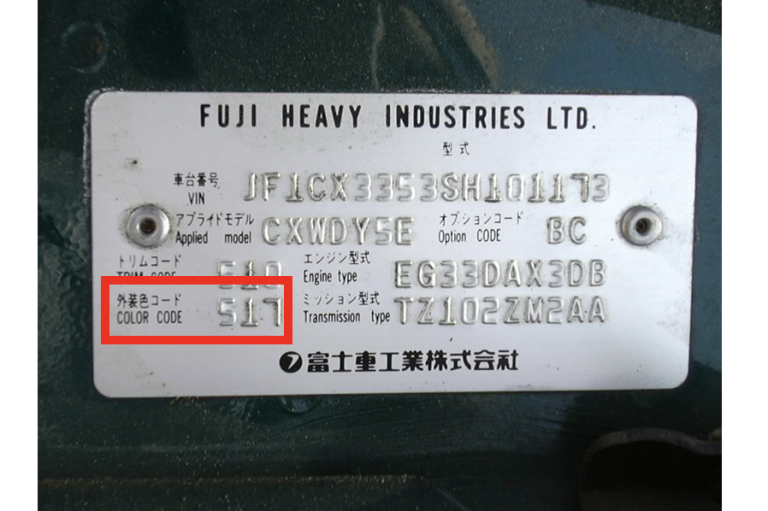 FUJI HEAVY INDUSTRIES LTD.
型式
車台番号 VIN JF1CX3353SH101173
アプライドモデル Applied model CXWDY5E オプションコード Option CODE BC
トリムコード TRIM CODE 510 エンジン型式 Engine type EG33DAX3DB
外装色コード COLOR CODE 517 ミッション型式 Transmission type TZ102ZM2AA
富士重工業株式会社